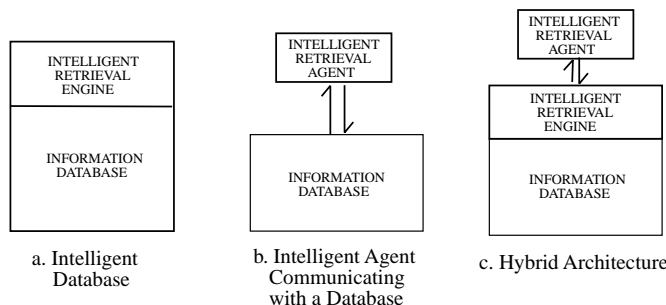 INTELLIGENT
RETRIEVAL
ENGINE
INFORMATION
DATABASE
a. Intelligent
Database
INTELLIGENT
RETRIEVAL
AGENT
INFORMATION
DATABASE
b. Intelligent Agent
Communicating
with a Database
INTELLIGENT
RETRIEVAL
AGENT
INTELLIGENT
RETRIEVAL
ENGINE
INFORMATION
DATABASE
c. Hybrid Architecture